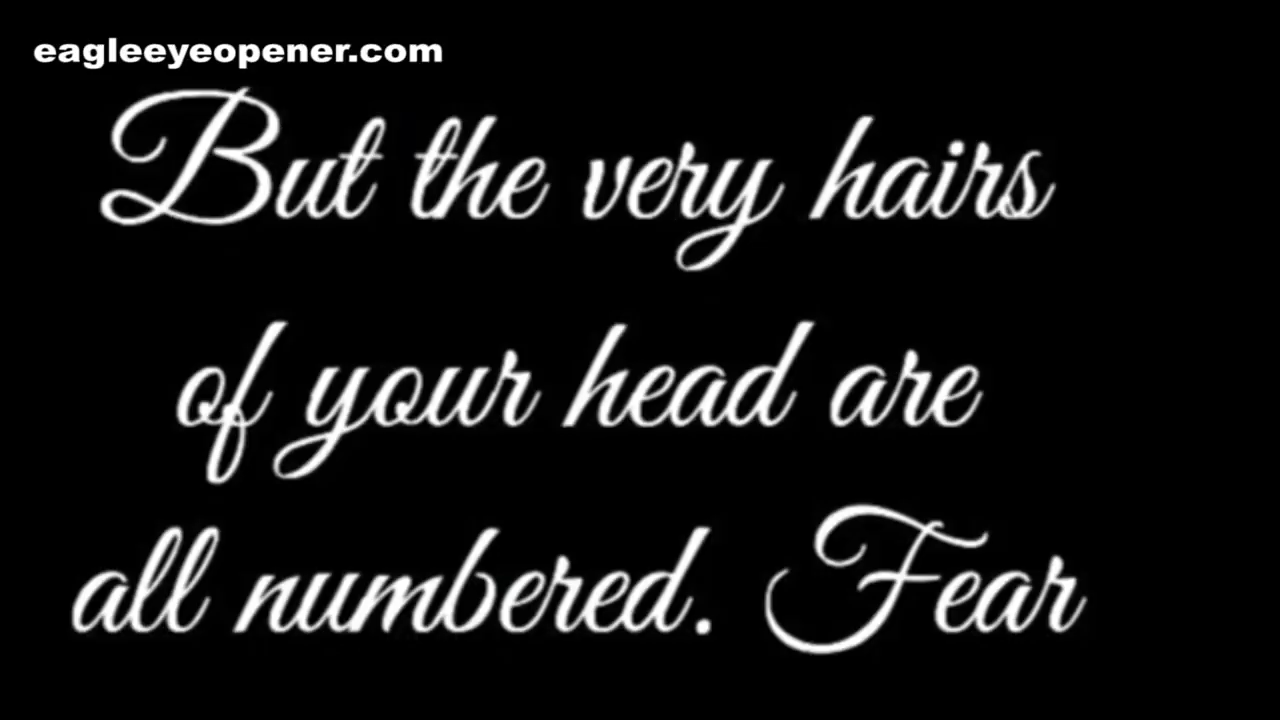 eagleeyeopener.com
But the very hairs
of your head are
all numbered. Fear